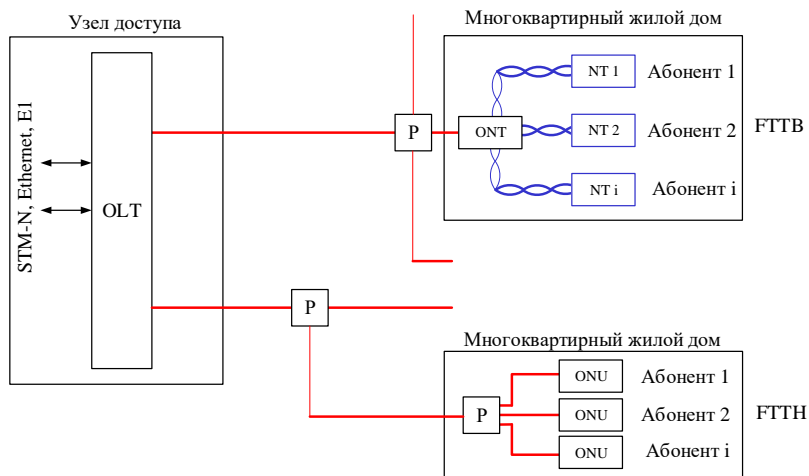 Узел доступа
STM-N, Ethernet, E1
OLT
P
P
Многоквартирный жилой дом
ONT
NT 1
Абонент 1
NT 2
Абонент 2
NT i
Абонент i
FTTB
Многоквартирный жилой дом
P
ONU
Абонент 1
ONU
Абонент 2
ONU
Абонент i
FTTH